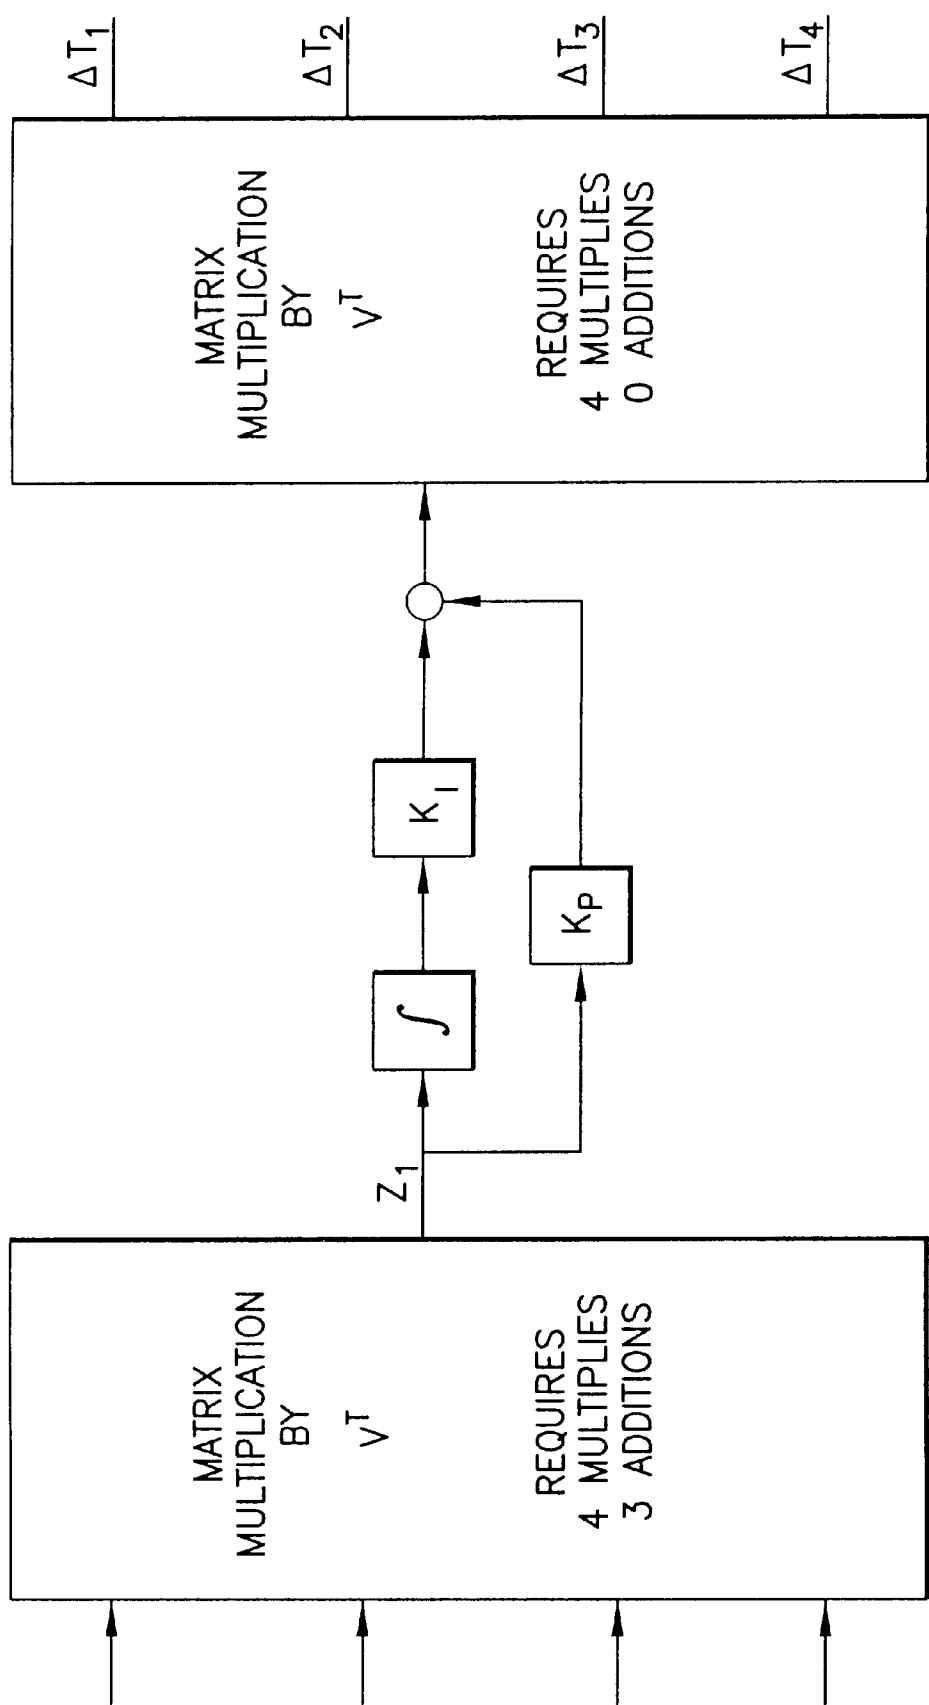 MATRIX
MULTIPLICATION
BY
V^T
REQUIRES
4 MULTIPLIES
3 ADDITIONS
Z₁
∫
K_I
K_P
MATRIX
MULTIPLICATION
BY
V^T
REQUIRES
4 MULTIPLIES
0 ADDITIONS
ΔT₁
ΔT₂
ΔT₃
ΔT₄